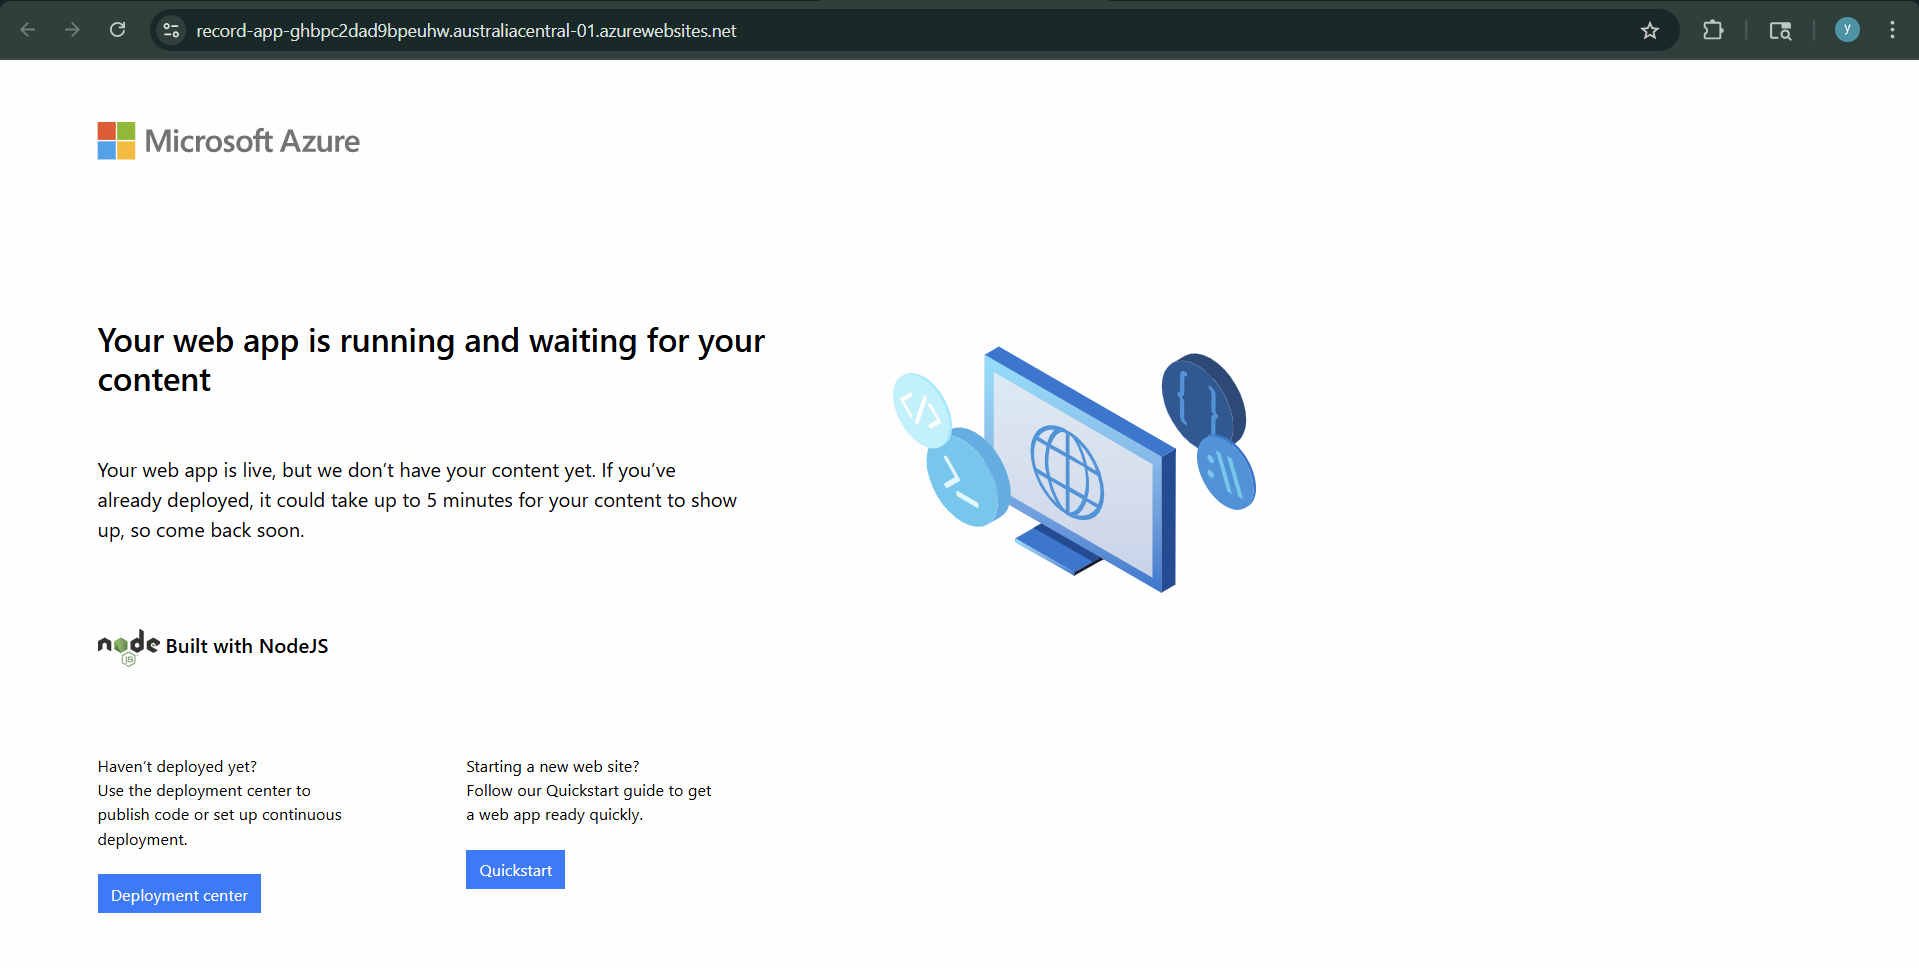 record-app-ghbpc2dad9bpeuhw.australiacentral-01.azurewebsites.net
y
Microsoft Azure
Your web app is running and waiting for your
content
Your web app is live, but we don’t have your content yet. If you’ve
already deployed, it could take up to 5 minutes for your content to show
up, so come back soon.
node
JS
Built with NodeJS
Haven’t deployed yet?
Use the deployment center to
publish code or set up continuous
deployment.
Deployment center
Starting a new web site?
Follow our Quickstart guide to get
a web app ready quickly.
Quickstart